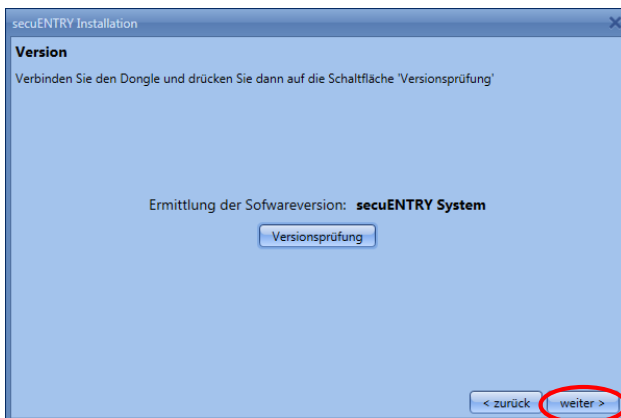 secuENTRY Installation
Version
Verbinden Sie den Dongle und drücken Sie dann auf die Schaltfläche 'Versionsprüfung'
Ermittlung der Sofwareversion: secuENTRY System
Versionsprüfung
< zurück weiter >